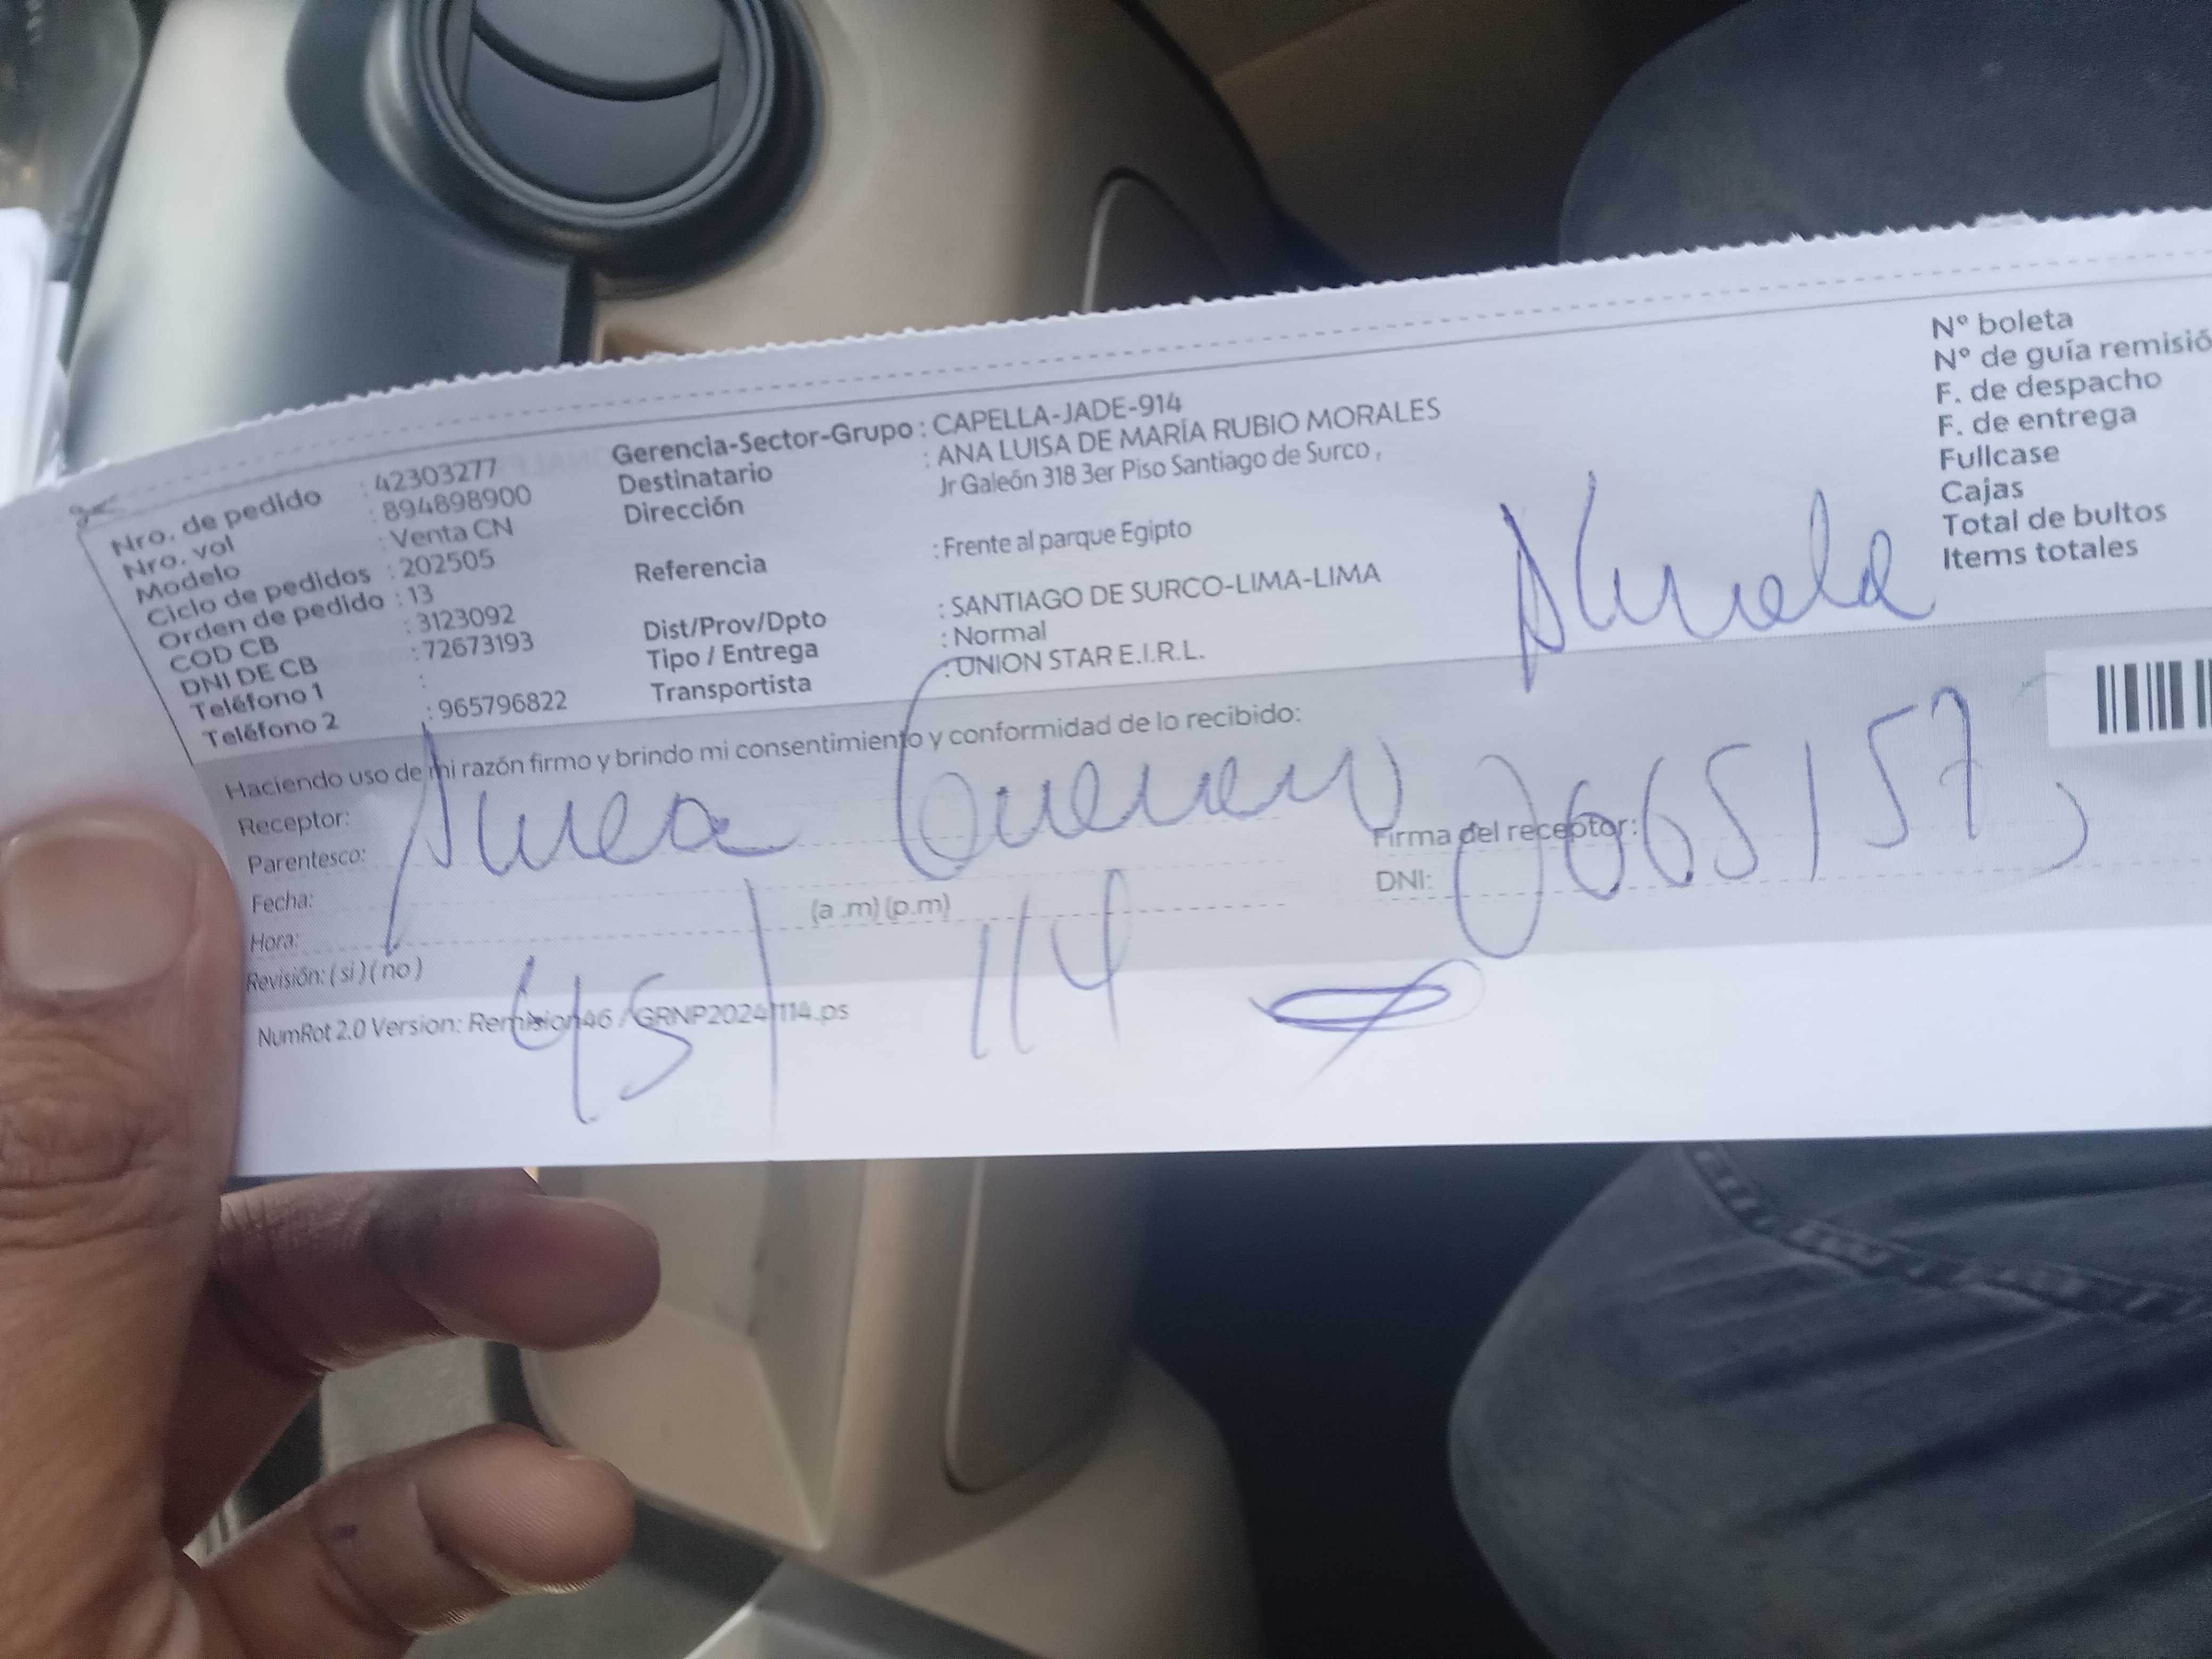 Nro. de pedido : 42303277
Nro. vol : 894898900
Modelo : Venta CN
Ciclo de pedidos : 202505
Orden de pedido : 13
COD CB : 3123092
DNI DE CB : 72673193
Teléfono 1 :
Teléfono 2 : 965796822
Gerencia-Sector-Grupo : CAPELLA-JADE-914
Destinatario : ANA LUISA DE MARÍA RUBIO MORALES
Dirección Jr Galeón 318 3er Piso Santiago de Surco ,
Referencia : Frente al parque Egipto
Dist/Prov/Dpto : SANTIAGO DE SURCO-LIMA-LIMA
Tipo / Entrega : Normal
Transportista : UNION STAR E.I.R.L.
N° boleta
N° de guía remisió
F. de despacho
F. de entrega
Fullcase
Cajas
Total de bultos
Items totales
Haciendo uso de mi razón firmo y brindo mi consentimiento y conformidad de lo recibido:
Receptor:
Parentesco:
Fecha:
Hora: (a .m) (p.m)
Revisión: ( si ) ( no )
Firma del receptor:
DNI:
NumRot 2.0 Version: Remision46 / GRNP20241114.ps
114